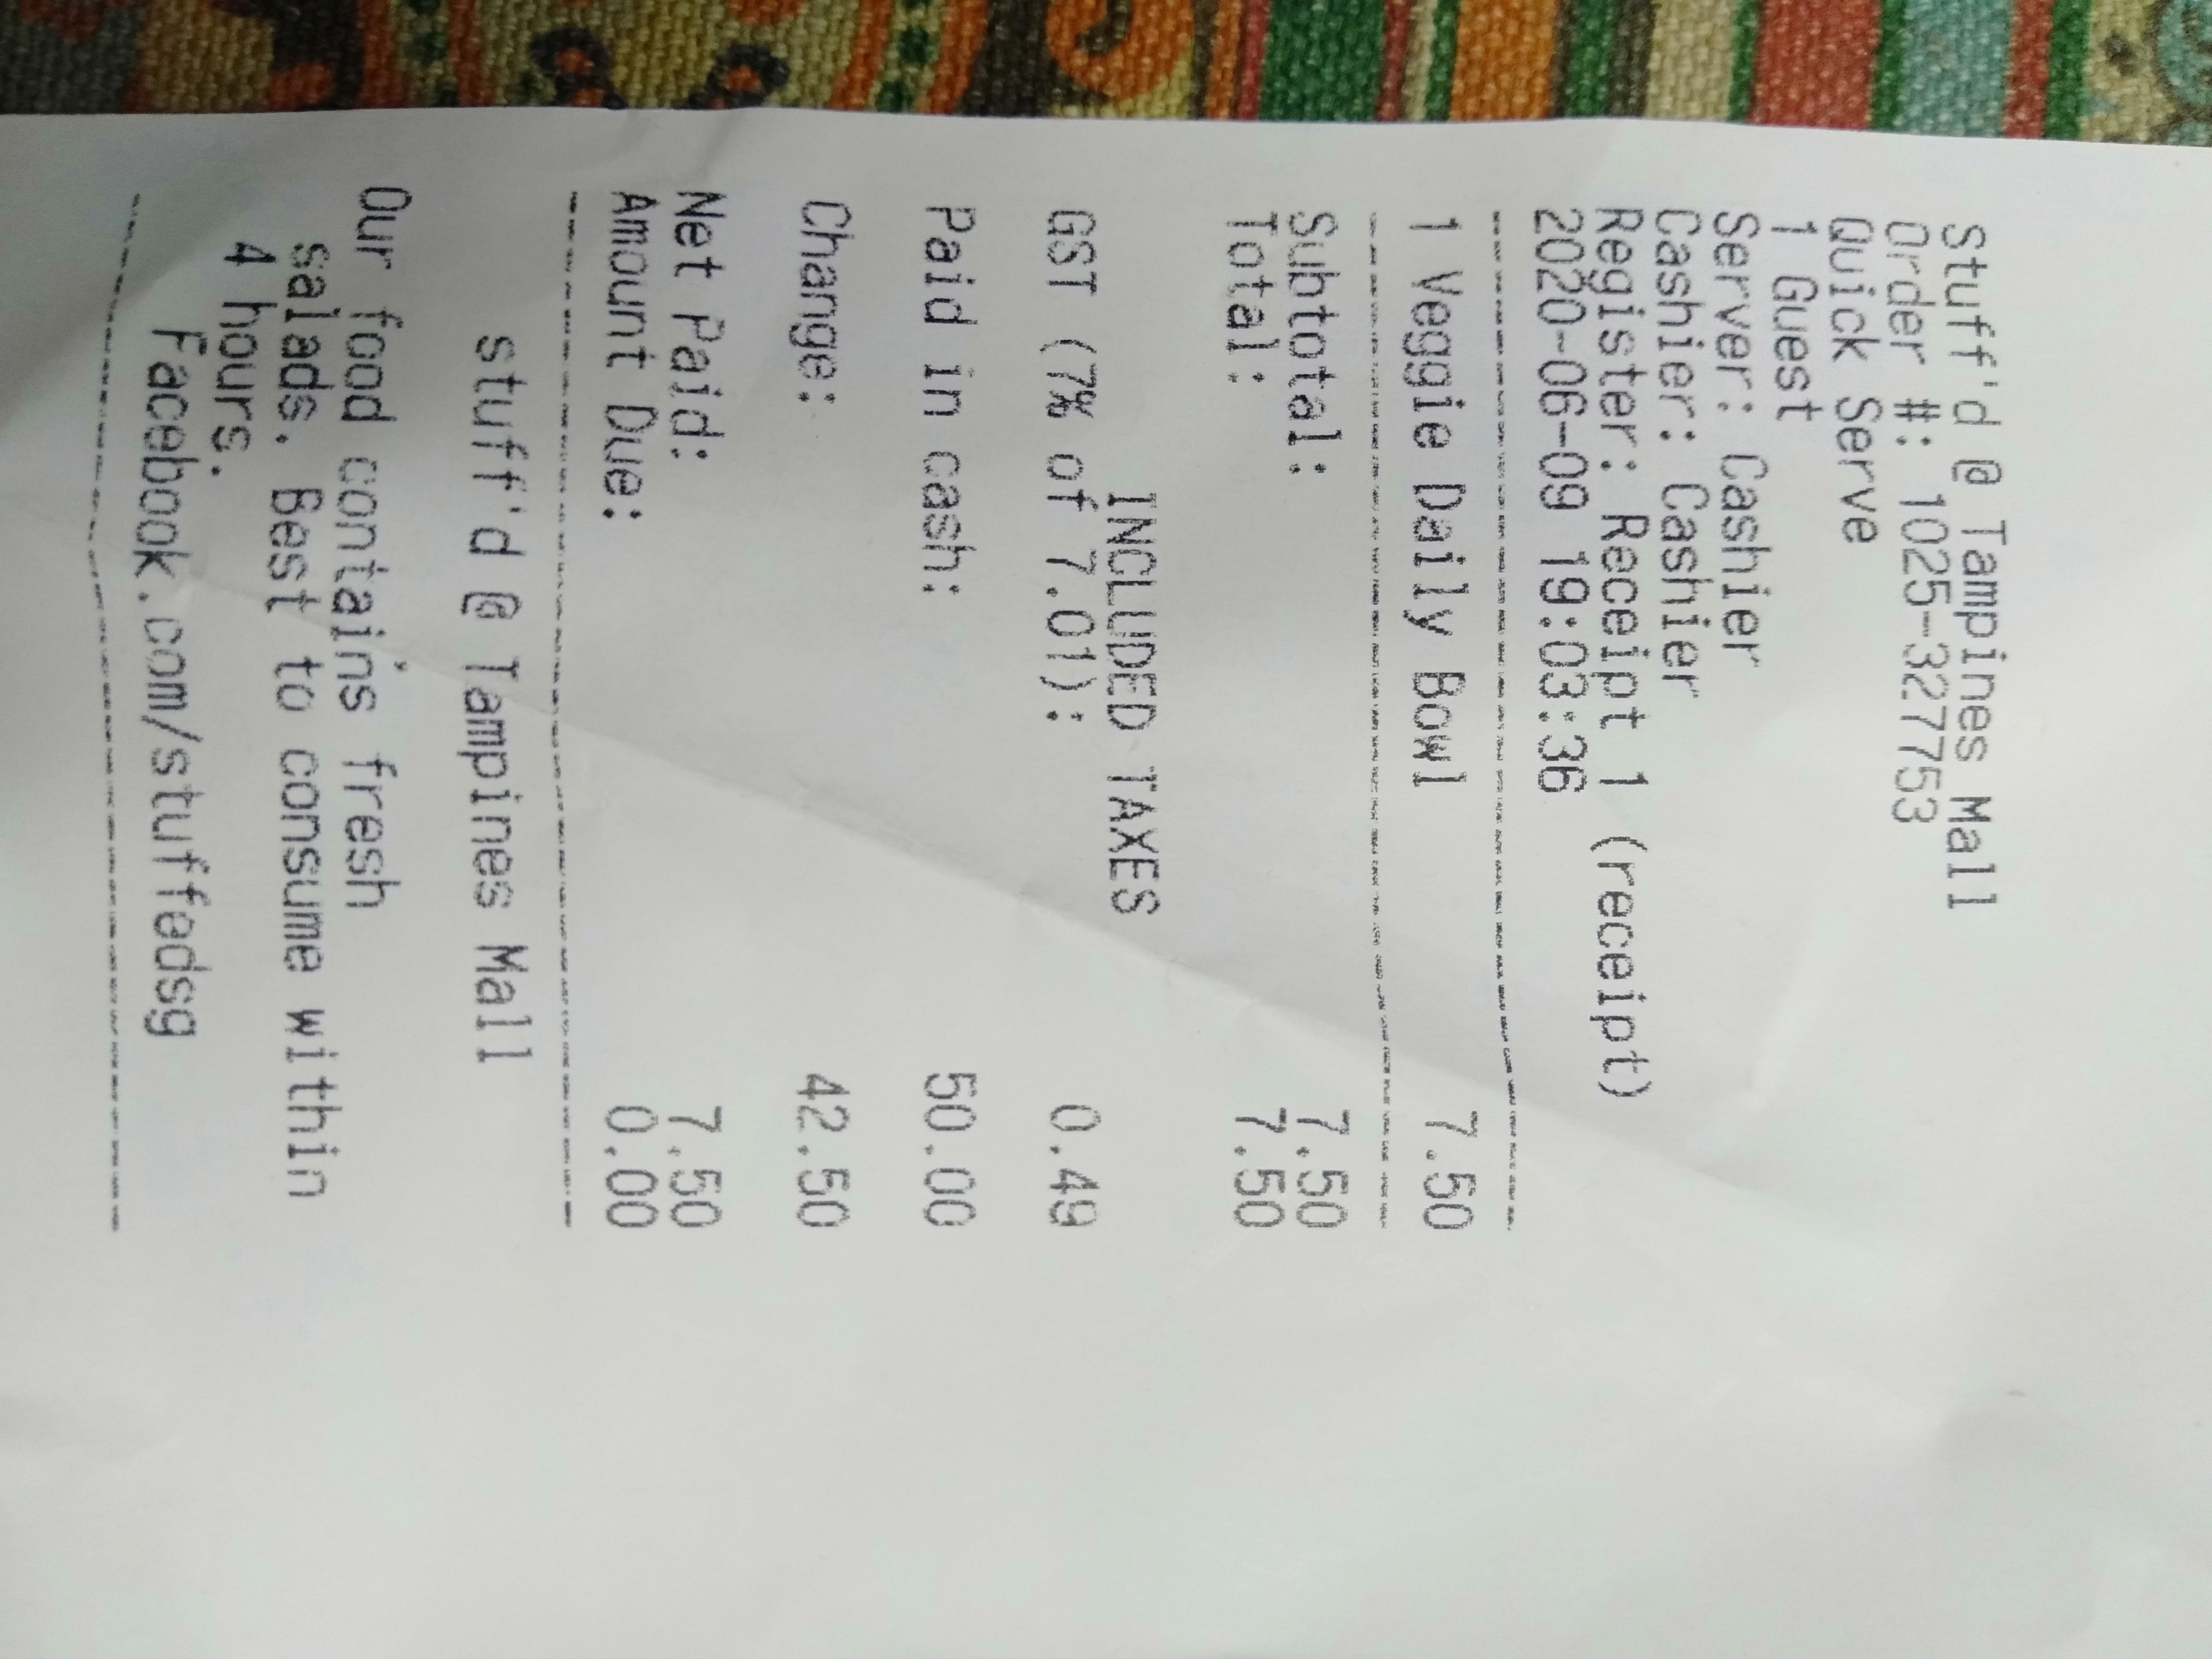 Stuff'd @ Tampines Mall
Order #: 1025-327753
Quick Serve
1 Guest
Server: Cashier
Cashier: Cashier
Register: Receipt 1 (receipt)
2020-06-09 19:03:36
1 Veggie Daily Bowl 7.50
Subtotal: 7.50
Total: 7.50
INCLUDED TAXES
GST (7% of 7.01): 0.49
Paid in cash: 50.00
Change: 42.50
Net Paid: 7.50
Amount Due: 0.00
stuff'd @ Tampines Mall
Our food contains fresh
salads. Best to consume within
4 hours.
Facebook.com/stuffedsg